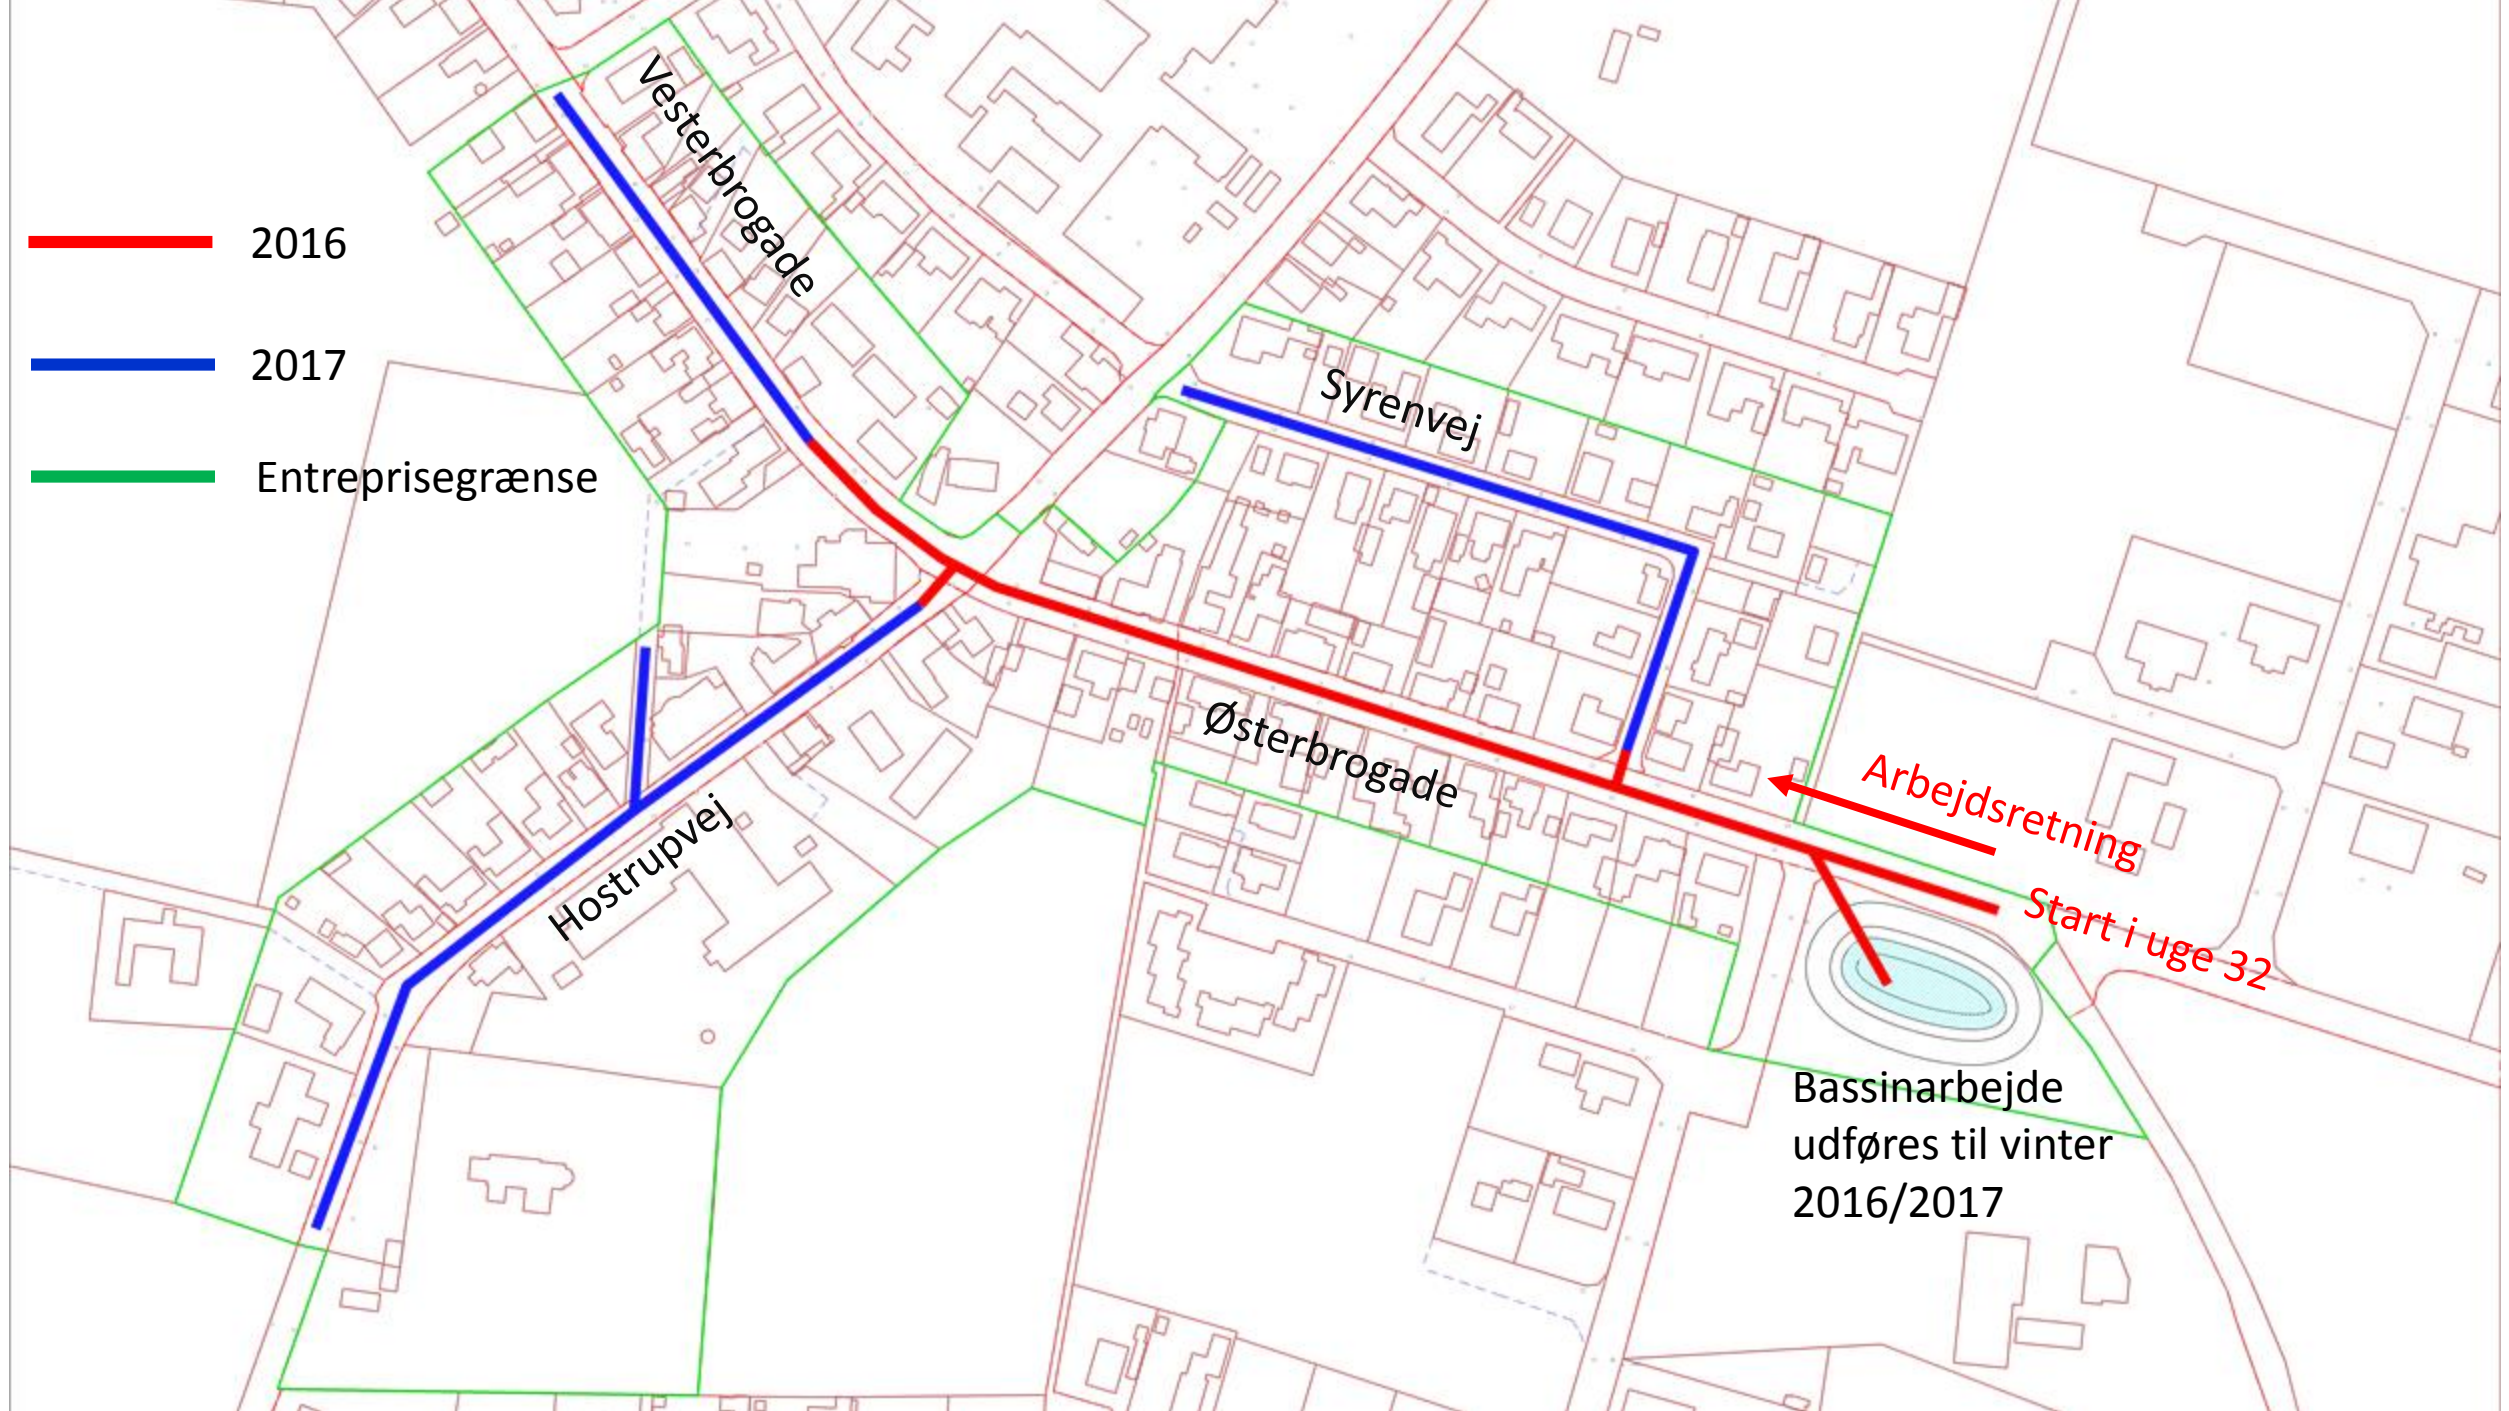 2016
2017
Entreprisegrænse
Vesterbrogade
Syrenvej
Østerbrogade
Hostrupvej
Arbejdsretning
Start i uge 32
Bassinarbejde
udføres til vinter
2016/2017